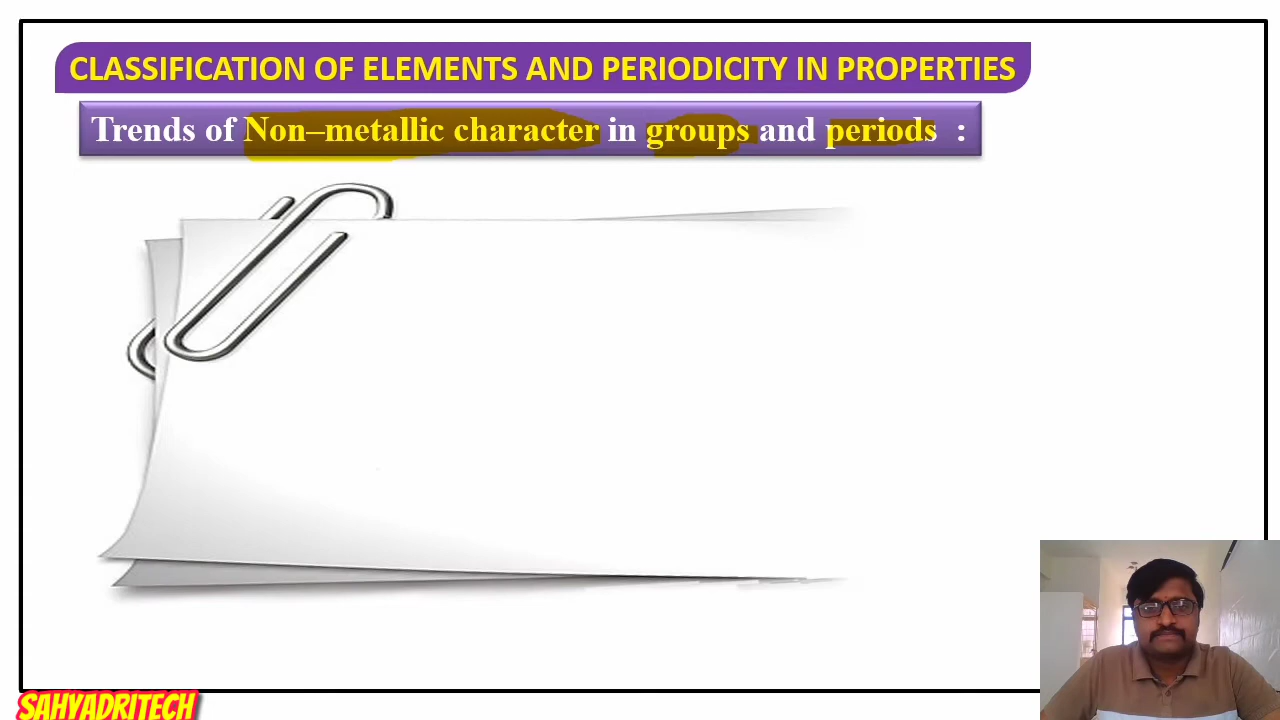 CLASSIFICATION OF ELEMENTS AND PERIODICITY IN PROPERTIES
Trends of Non–metallic character in groups and periods :
SAHYADRITECH